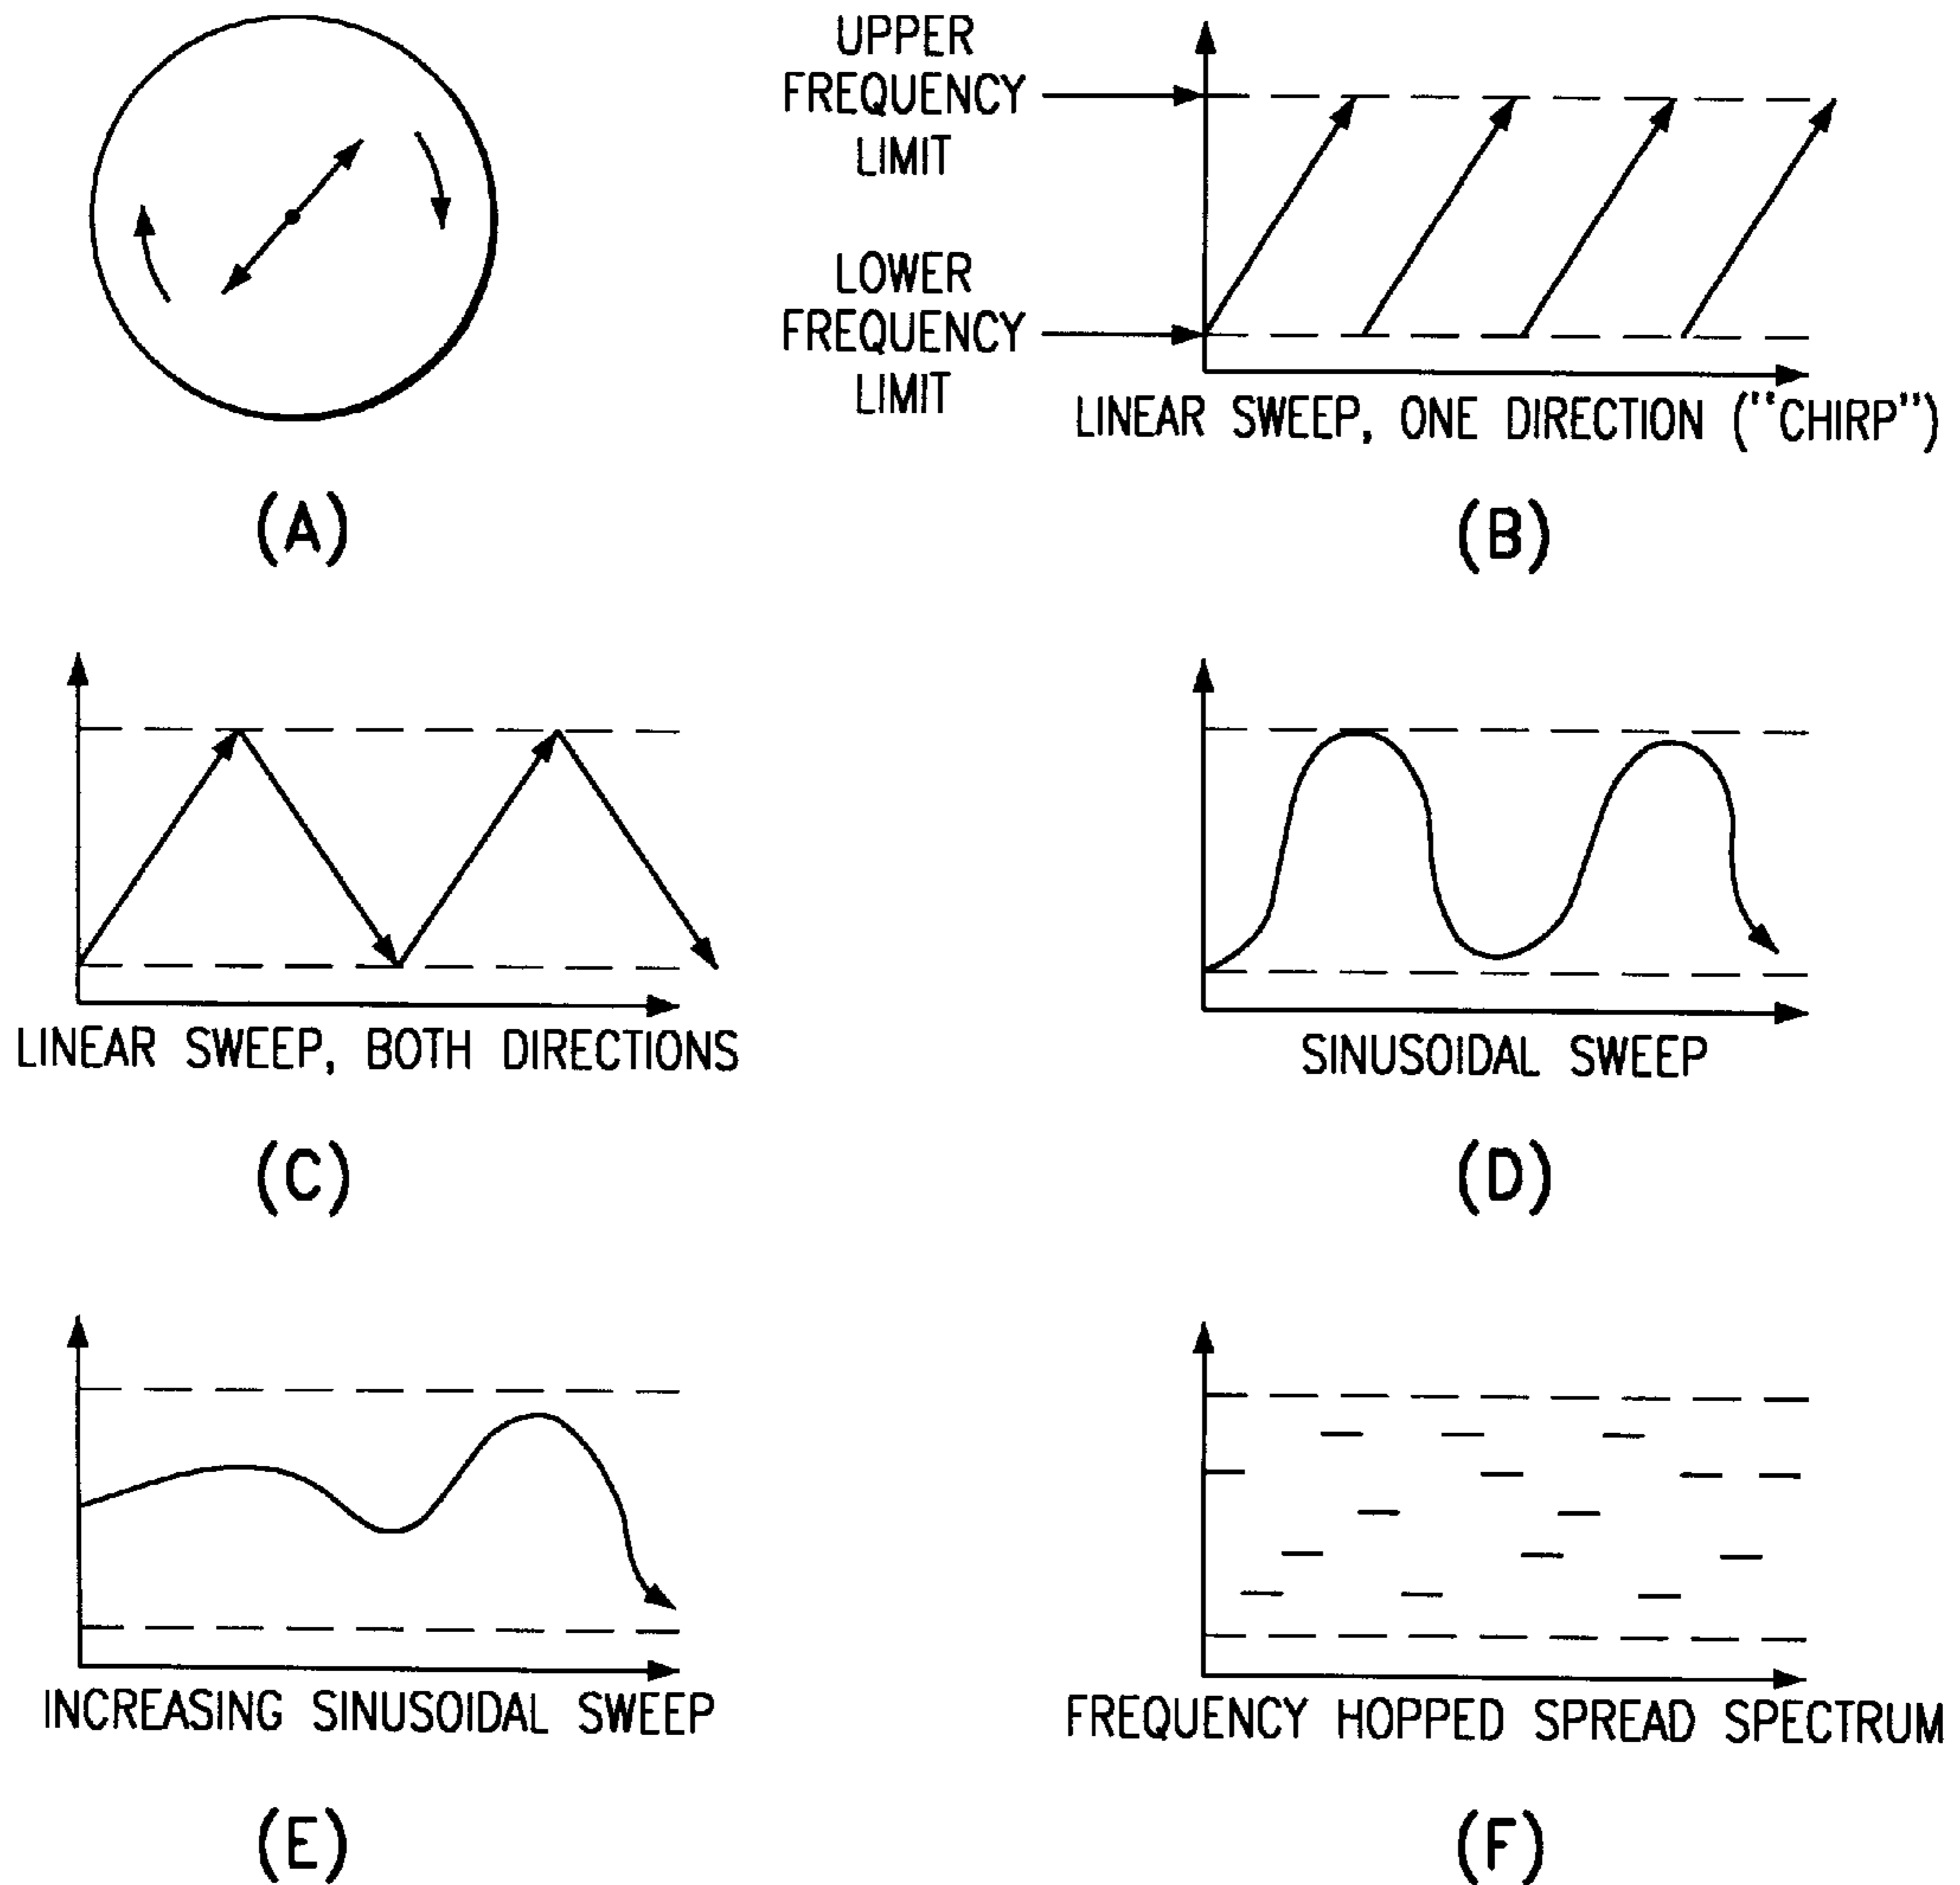 UPPER
FREQUENCY
LIMIT
LOWER
FREQUENCY
LIMIT
LINEAR SWEEP, ONE DIRECTION ("CHIRP")
(A)
(B)
LINEAR SWEEP, BOTH DIRECTIONS
SINUSOIDAL SWEEP
(C)
(D)
INCREASING SINUSOIDAL SWEEP
FREQUENCY HOPPED SPREAD SPECTRUM
(E)
(F)